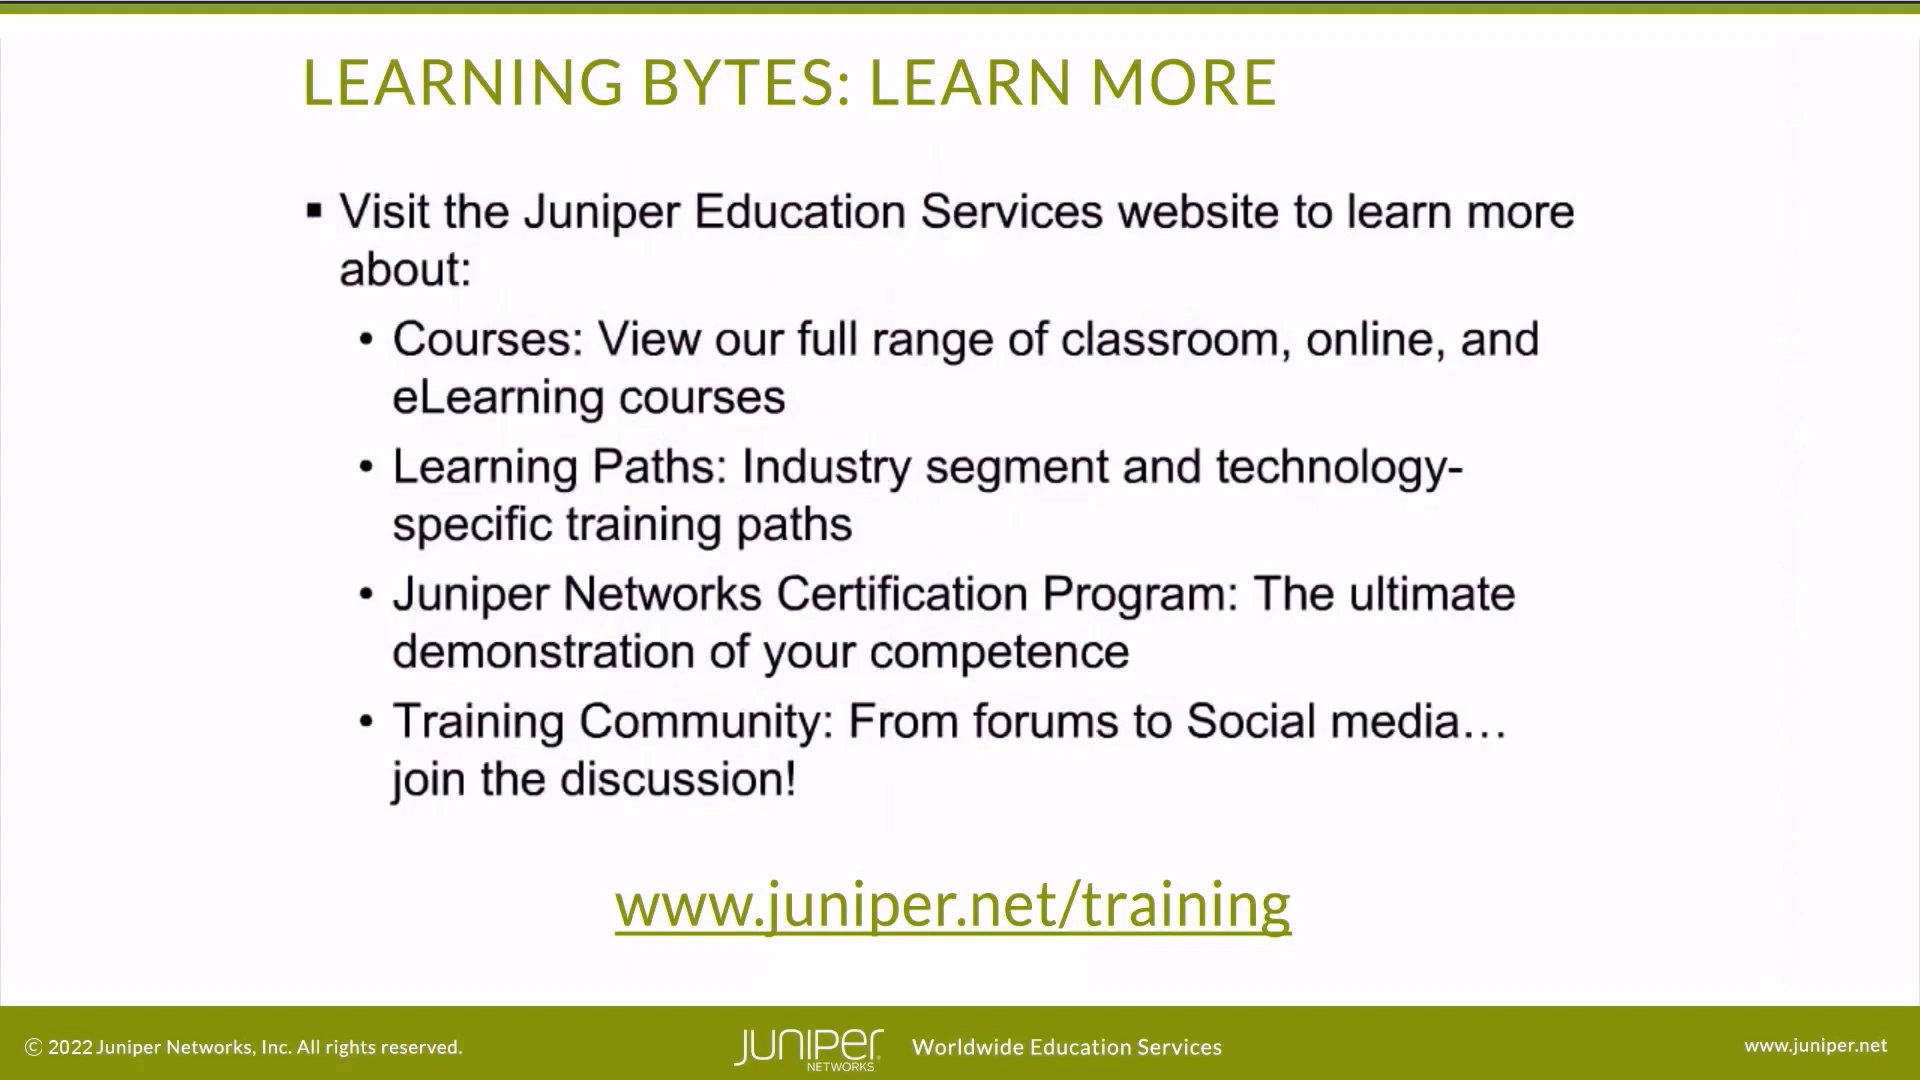 LEARNING BYTES: LEARN MORE
▪ Visit the Juniper Education Services website to learn more
about:
• Courses: View our full range of classroom, online, and
eLearning courses
• Learning Paths: Industry segment and technology-
specific training paths
• Juniper Networks Certification Program: The ultimate
demonstration of your competence
• Training Community: From forums to Social media…
join the discussion!
www.juniper.net/training
© 2022 Juniper Networks, Inc. All rights reserved.
JUNIPER
NETWORKS
Worldwide Education Services
www.juniper.net